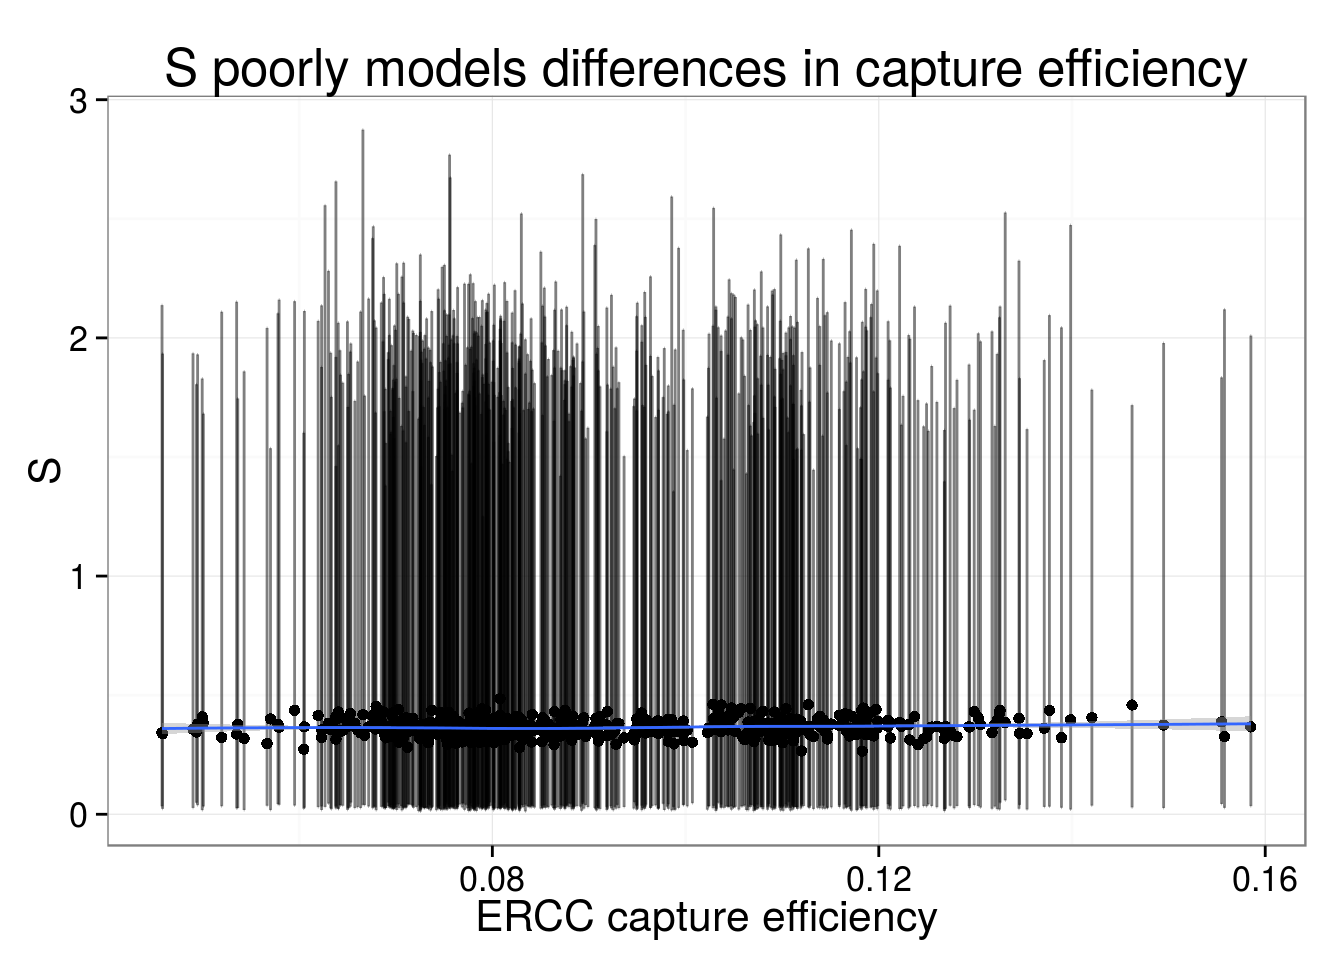 S poorly models differences in capture efficiency
3
2
1
0
S
0.08
0.12
0.16
ERCC capture efficiency